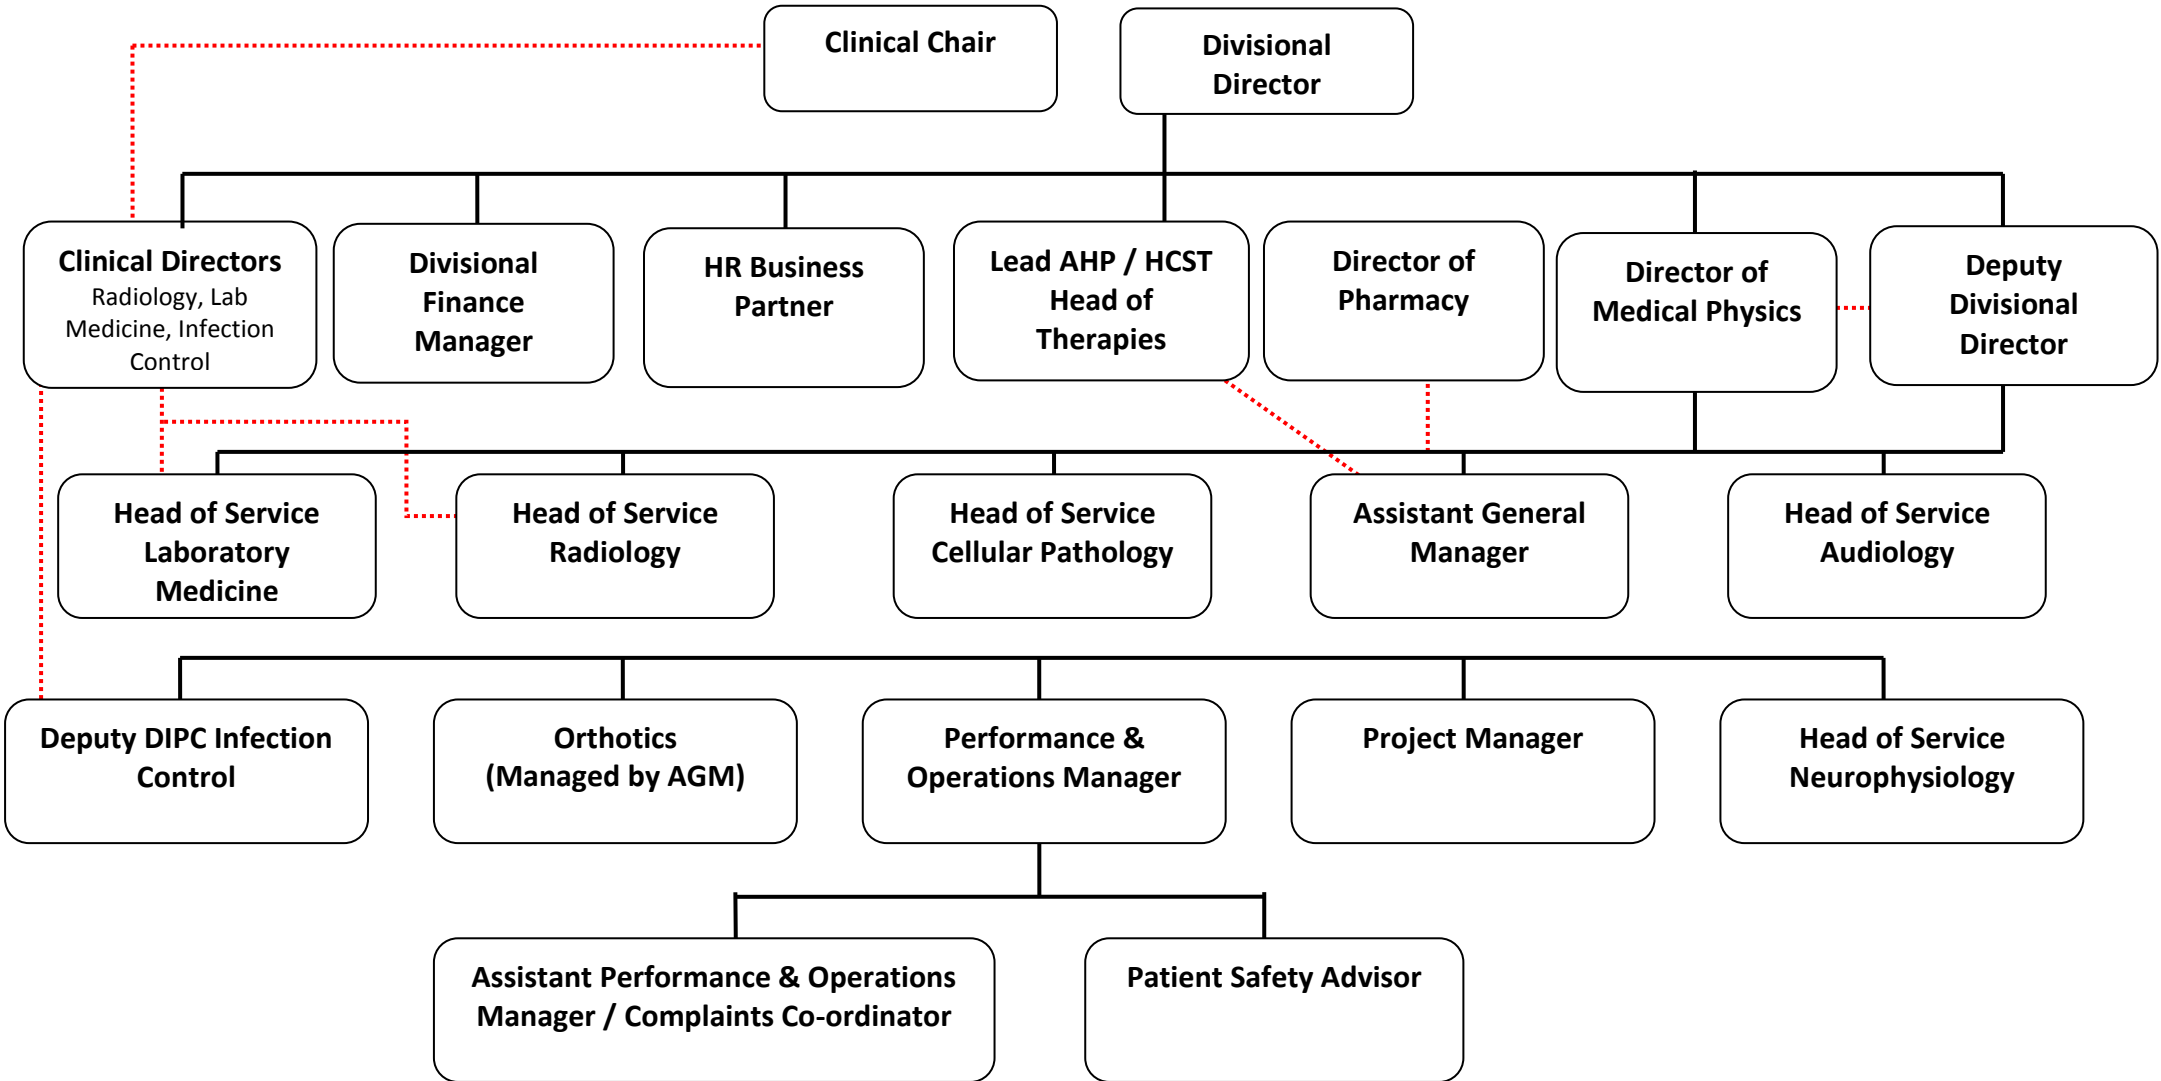 Clinical Chair
Divisional
Director
Clinical Directors
Radiology, Lab
Medicine, Infection
Control
Divisional
Finance
Manager
HR Business
Partner
Lead AHP / HCST
Head of
Therapies
Director of
Pharmacy
Director of
Medical Physics
Deputy
Divisional
Director
Head of Service
Laboratory
Medicine
Head of Service
Radiology
Head of Service
Cellular Pathology
Assistant General
Manager
Head of Service
Audiology
Deputy DIPC Infection
Control
Orthotics
(Managed by AGM)
Performance &
Operations Manager
Project Manager
Head of Service
Neurophysiology
Assistant Performance & Operations
Manager / Complaints Co-ordinator
Patient Safety Advisor